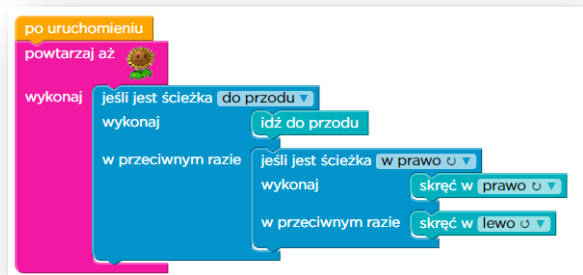 po uruchomieniu
powtarzaj aż
wykonaj jeśli jest ścieżka do przodu
wykonaj idź do przodu
w przeciwnym razie jeśli jest ścieżka w prawo ↻
wykonaj skręć w prawo ↻
w przeciwnym razie skręć w lewo ↺